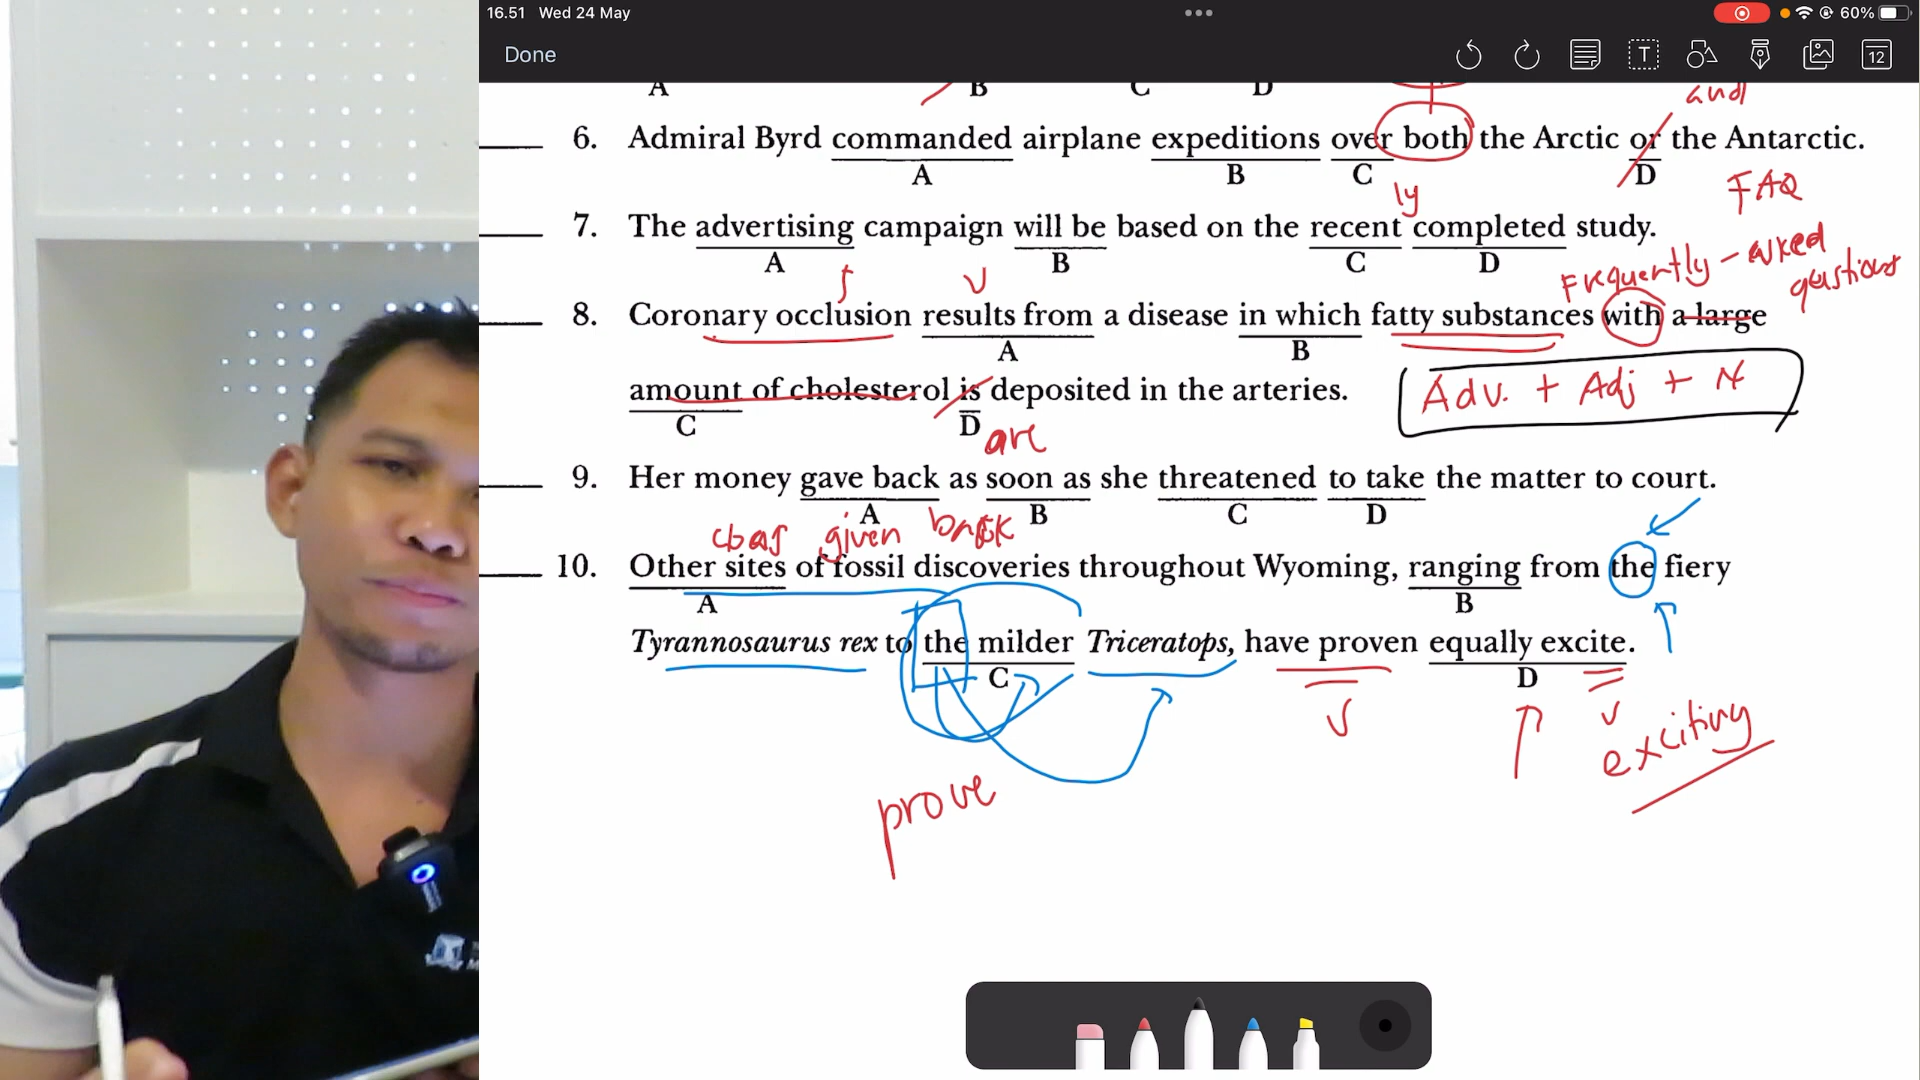 16.51 Wed 24 May
60%
Done
12
A B C D
and
6. Admiral Byrd commanded airplane expeditions over both the Arctic or the Antarctic.
A B C D
ly
FAQ
7. The advertising campaign will be based on the recent completed study.
A B C D
Frequently-asked
questions
s v
8. Coronary occlusion results from a disease in which fatty substances with a large
A B
Adv. + Adj + N
amount of cholesterol is deposited in the arteries.
C D
are
9. Her money gave back as soon as she threatened to take the matter to court.
A B C D
given back
10. Other sites of fossil discoveries throughout Wyoming, ranging from the fiery
A B
Tyrannosaurus rex to the milder Triceratops, have proven equally excite.
C D
v v
exciting
prove